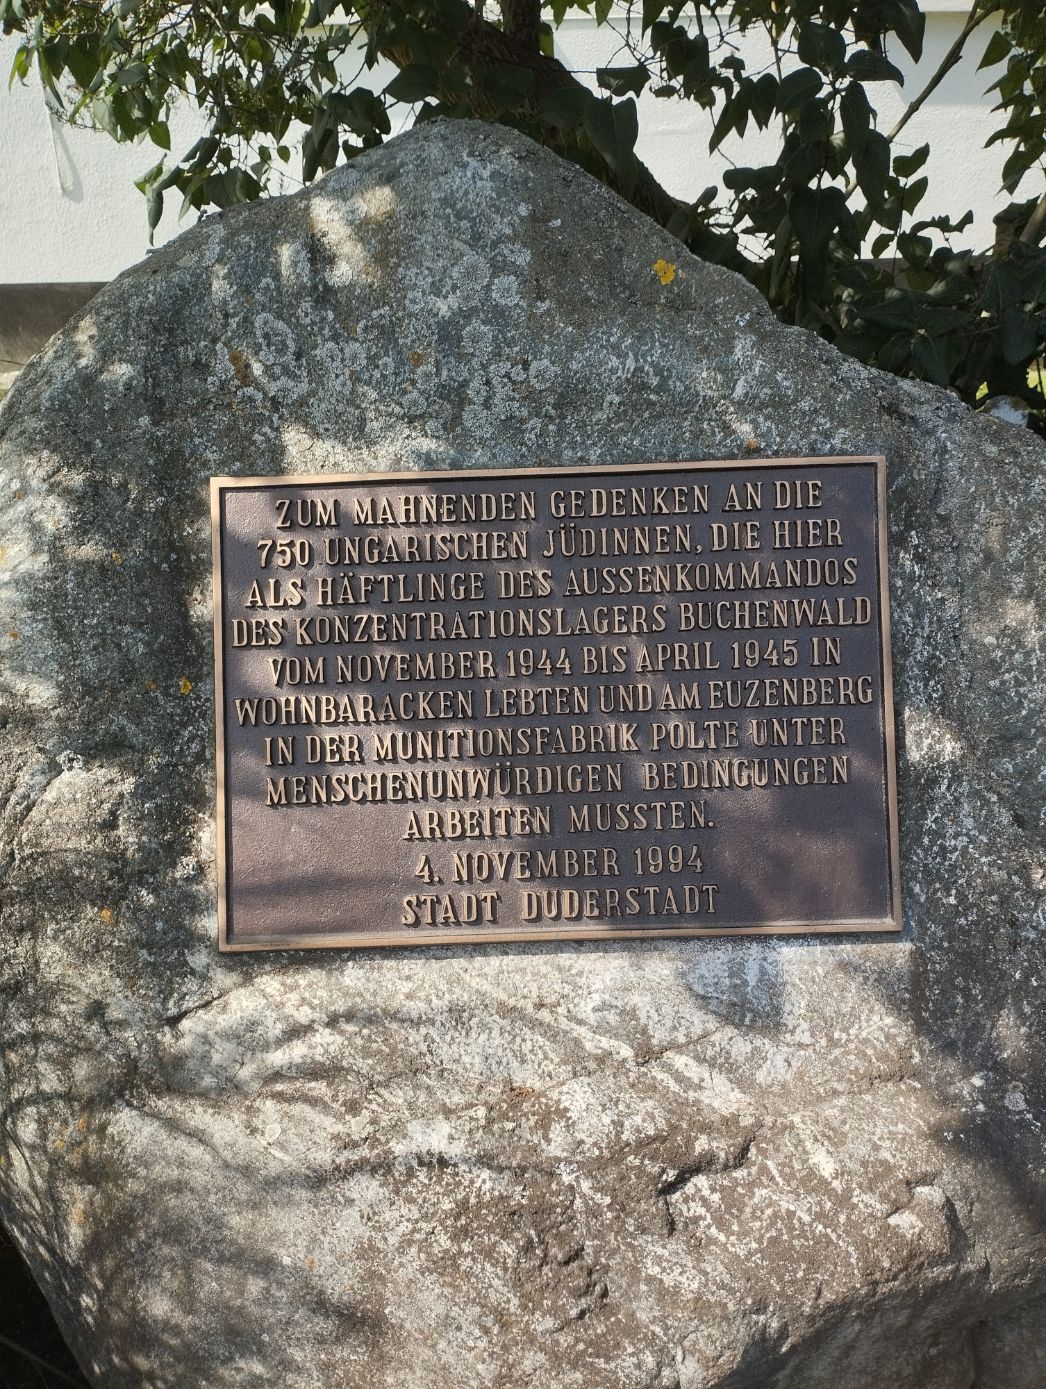 ZUM MAHNENDEN GEDENKEN AN DIE
750 UNGARISCHEN JÜDINNEN, DIE HIER
ALS HÄFTLINGE DES AUSSENKOMMANDOS
DES KONZENTRATIONSLAGERS BUCHENWALD
VOM NOVEMBER 1944 BIS APRIL 1945 IN
WOHNBARACKEN LEBTEN UND AM EUZENBERG
IN DER MUNITIONSFABRIK POLTE UNTER
MENSCHENUNWÜRDIGEN BEDINGUNGEN
ARBEITEN MUSSTEN.
4. NOVEMBER 1994
STADT DUDERSTADT